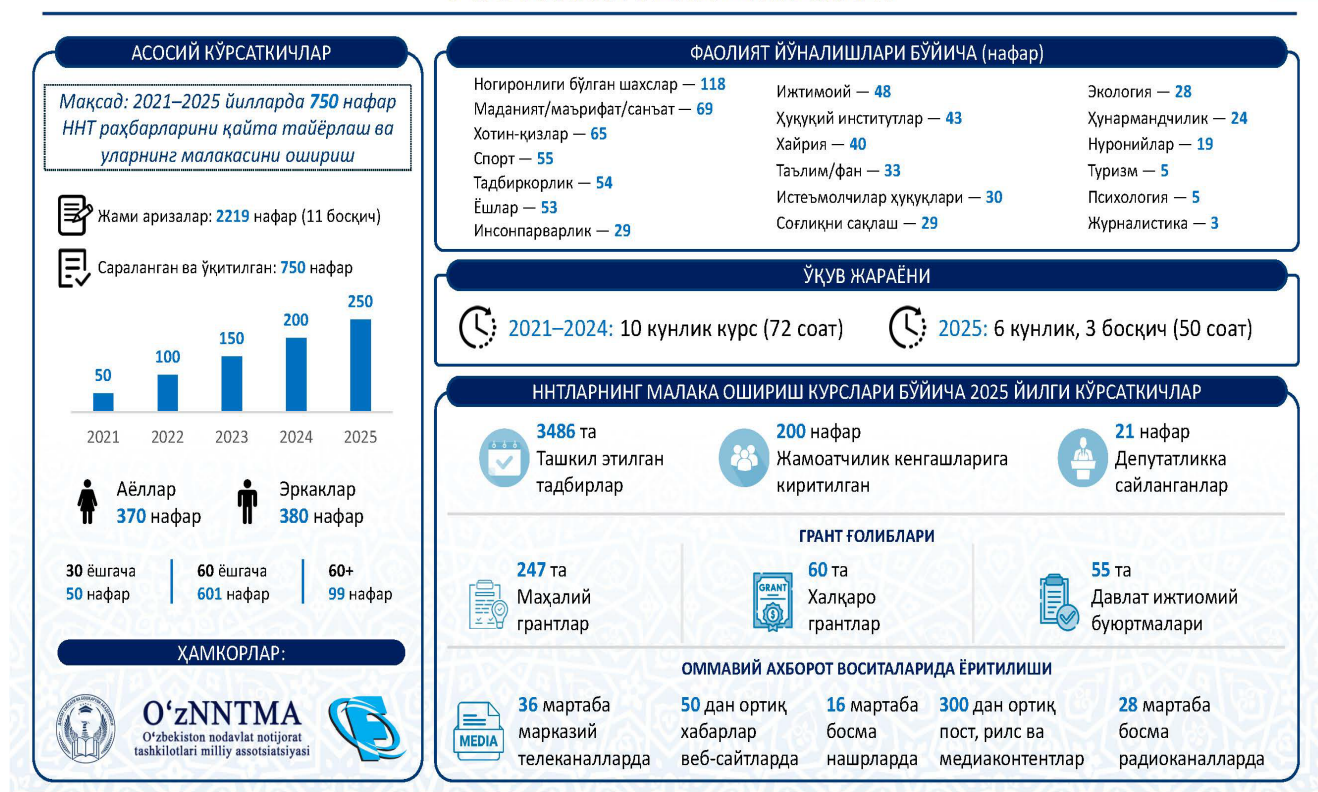 АСОСИЙ КЎРСАТКИЧЛАР
Мақсад: 2021–2025 йилларда 750 нафар
ННТ раҳбарларини қайта тайёрлаш ва
уларнинг малакасини ошириш
Жами аризалар: 2219 нафар (11 босқич)
Сараланган ва ўқитилган: 750 нафар
50
100
150
200
250
2021
2022
2023
2024
2025
Аёллар
370 нафар
Эркаклар
380 нафар
30 ёшгача
50 нафар
60 ёшгача
601 нафар
60+
99 нафар
ҲАМКОРЛАР:
O‘zNNTMA
O‘zbekiston nodavlat notijorat
tashkilotlari milliy assotsiatsiyasi
ФАОЛИЯТ ЙЎНАЛИШЛАРИ БЎЙИЧА (нафар)
Ногиронлиги бўлган шахслар — 118
Маданият/маърифат/санъат — 69
Хотин-қизлар — 65
Спорт — 55
Тадбиркорлик — 54
Ёшлар — 53
Инсонпарварлик — 29
Ижтимоий — 48
Ҳуқуқий институтлар — 43
Хайрия — 40
Таълим/фан — 33
Истеъмолчилар ҳуқуқлари — 30
Соғлиқни сақлаш — 29
Экология — 28
Ҳунармандчилик — 24
Нуронийлар — 19
Туризм — 5
Психология — 5
Журналистика — 3
ЎҚУВ ЖАРАЁНИ
2021–2024: 10 кунлик курс (72 соат)
2025: 6 кунлик, 3 босқич (50 соат)
ННТЛАРНИНГ МАЛАКА ОШИРИШ КУРСЛАРИ БЎЙИЧА 2025 ЙИЛГИ КЎРСАТКИЧЛАР
3486 та
Ташкил этилган
тадбирлар
200 нафар
Жамоатчилик кенгашларига
киритилган
21 нафар
Депутатликка
сайланганлар
ГРАНТ ҒОЛИБЛАРИ
247 та
Маҳалий
грантлар
GRANT
60 та
Халқаро
грантлар
55 та
Давлат ижтиомий
буюртмалари
ОММАВИЙ АХБОРОТ ВОСИТАЛАРИДА ЁРИТИЛИШИ
MEDIA
36 мартаба
марказий
телеканалларда
50 дан ортиқ
хабарлар
веб-сайтларда
16 мартаба
босма
нашрларда
300 дан ортиқ
пост, рилс ва
медиаконтентлар
28 мартаба
босма
радиоканалларда